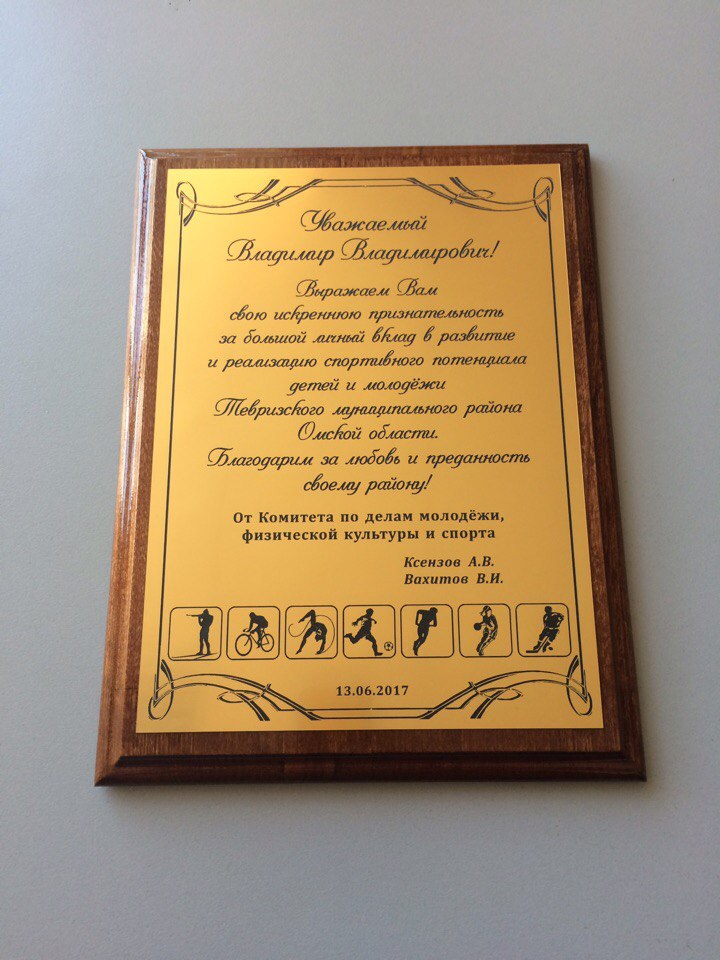 Уважаемый
Владимир Владимирович!
Выражаем Вам
свою искреннюю признательность
за большой личный вклад в развитие
и реализацию спортивного потенциала
детей и молодёжи
Тевризского муниципального района
Омской области.
Благодарим за любовь и преданность
своему району!
От Комитета по делам молодёжи,
физической культуры и спорта
Ксензов А.В.
Вахитов В.И.
13.06.2017